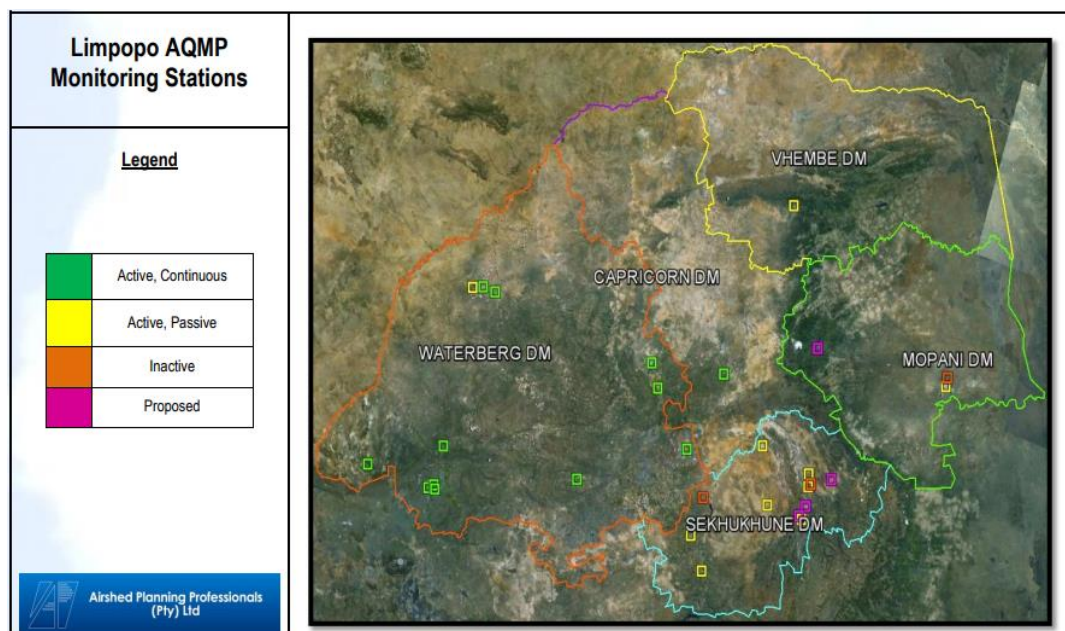 Limpopo AQMP
Monitoring Stations
Legend
Active, Continuous
Active, Passive
Inactive
Proposed
Airshed Planning Professionals
(Pty) Ltd
VHEMBE DM
CAPRICORN DM
WATERBERG DM
MOPANI DM
SEKHUKHUNE DM